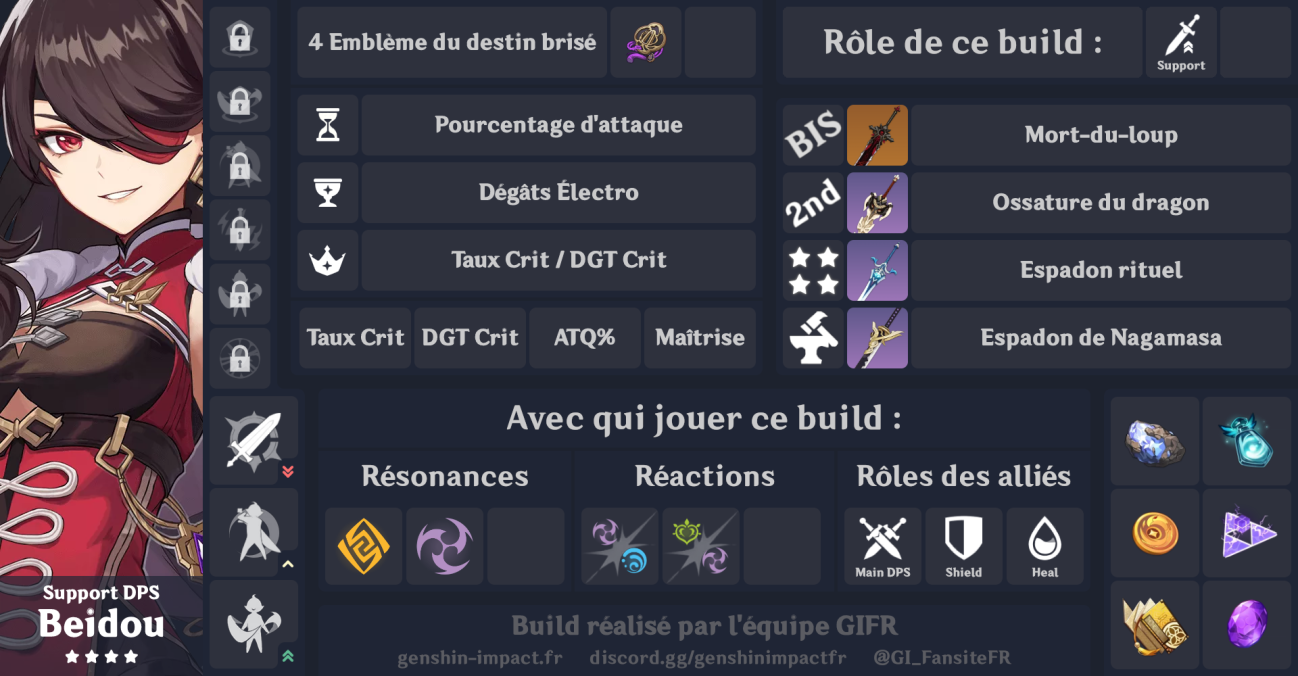 4 Emblème du destin brisé
Pourcentage d'attaque
Dégâts Électro
Taux Crit / DGT Crit
Taux Crit
DGT Crit
ATQ%
Maîtrise
Rôle de ce build :
Support
BIS
Mort-du-loup
2nd
Ossature du dragon
Espadon rituel
Espadon de Nagamasa
Avec qui jouer ce build :
Résonances
Réactions
Rôles des alliés
Main DPS
Shield
Heal
Support DPS
Beidou
Build réalisé par l'équipe GIFR
genshin-impact.fr
discord.gg/genshinimpactfr
@GI_FansiteFR